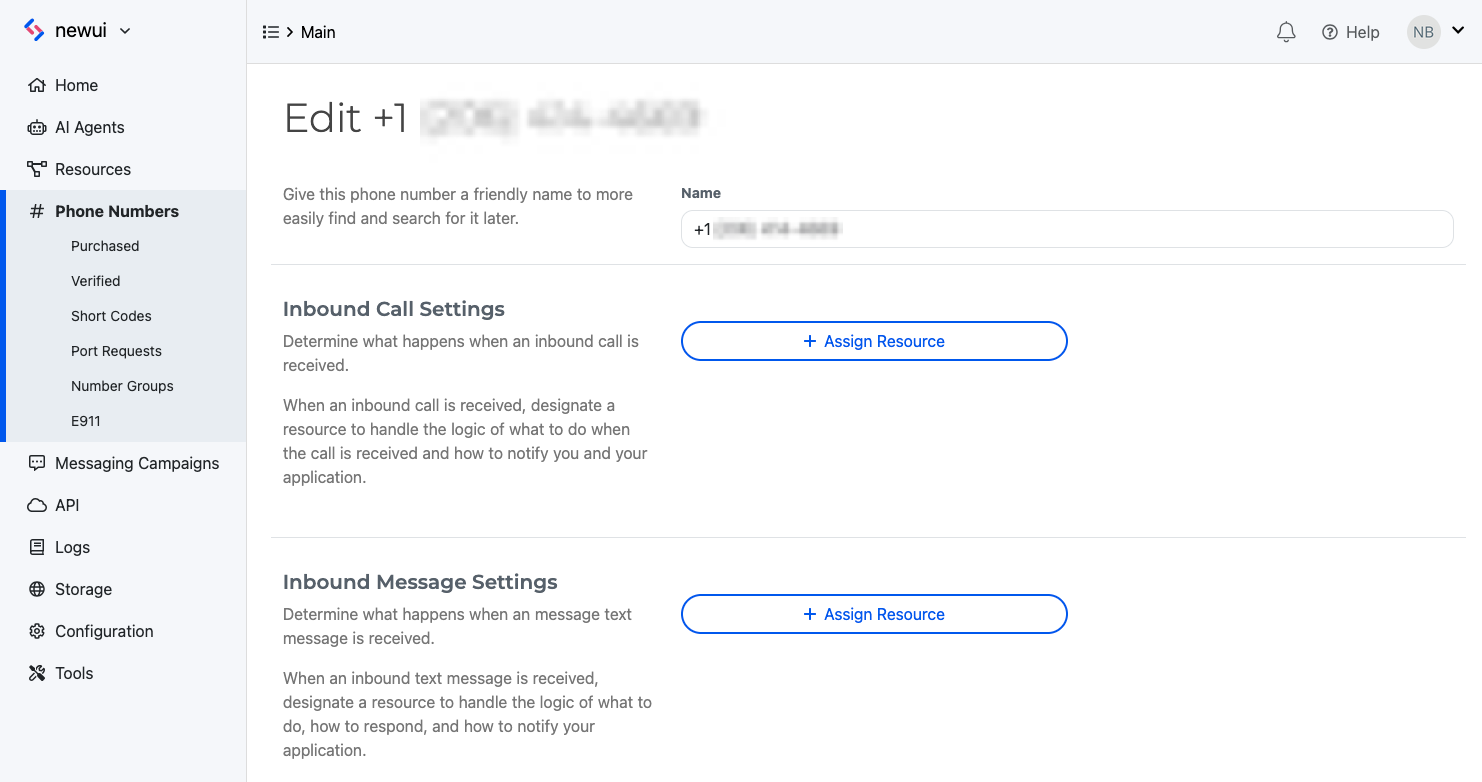 newui
Main
Help
NB
Home
AI Agents
Resources
Phone Numbers
Purchased
Verified
Short Codes
Port Requests
Number Groups
E911
Messaging Campaigns
API
Logs
Storage
Configuration
Tools
Edit +1
Give this phone number a friendly name to more
easily find and search for it later.
Name
+1
Inbound Call Settings
Determine what happens when an inbound call is
received.
When an inbound call is received, designate a
resource to handle the logic of what to do when
the call is received and how to notify you and your
application.
+ Assign Resource
Inbound Message Settings
Determine what happens when an message text
message is received.
When an inbound text message is received,
designate a resource to handle the logic of what to
do, how to respond, and how to notify your
application.
+ Assign Resource